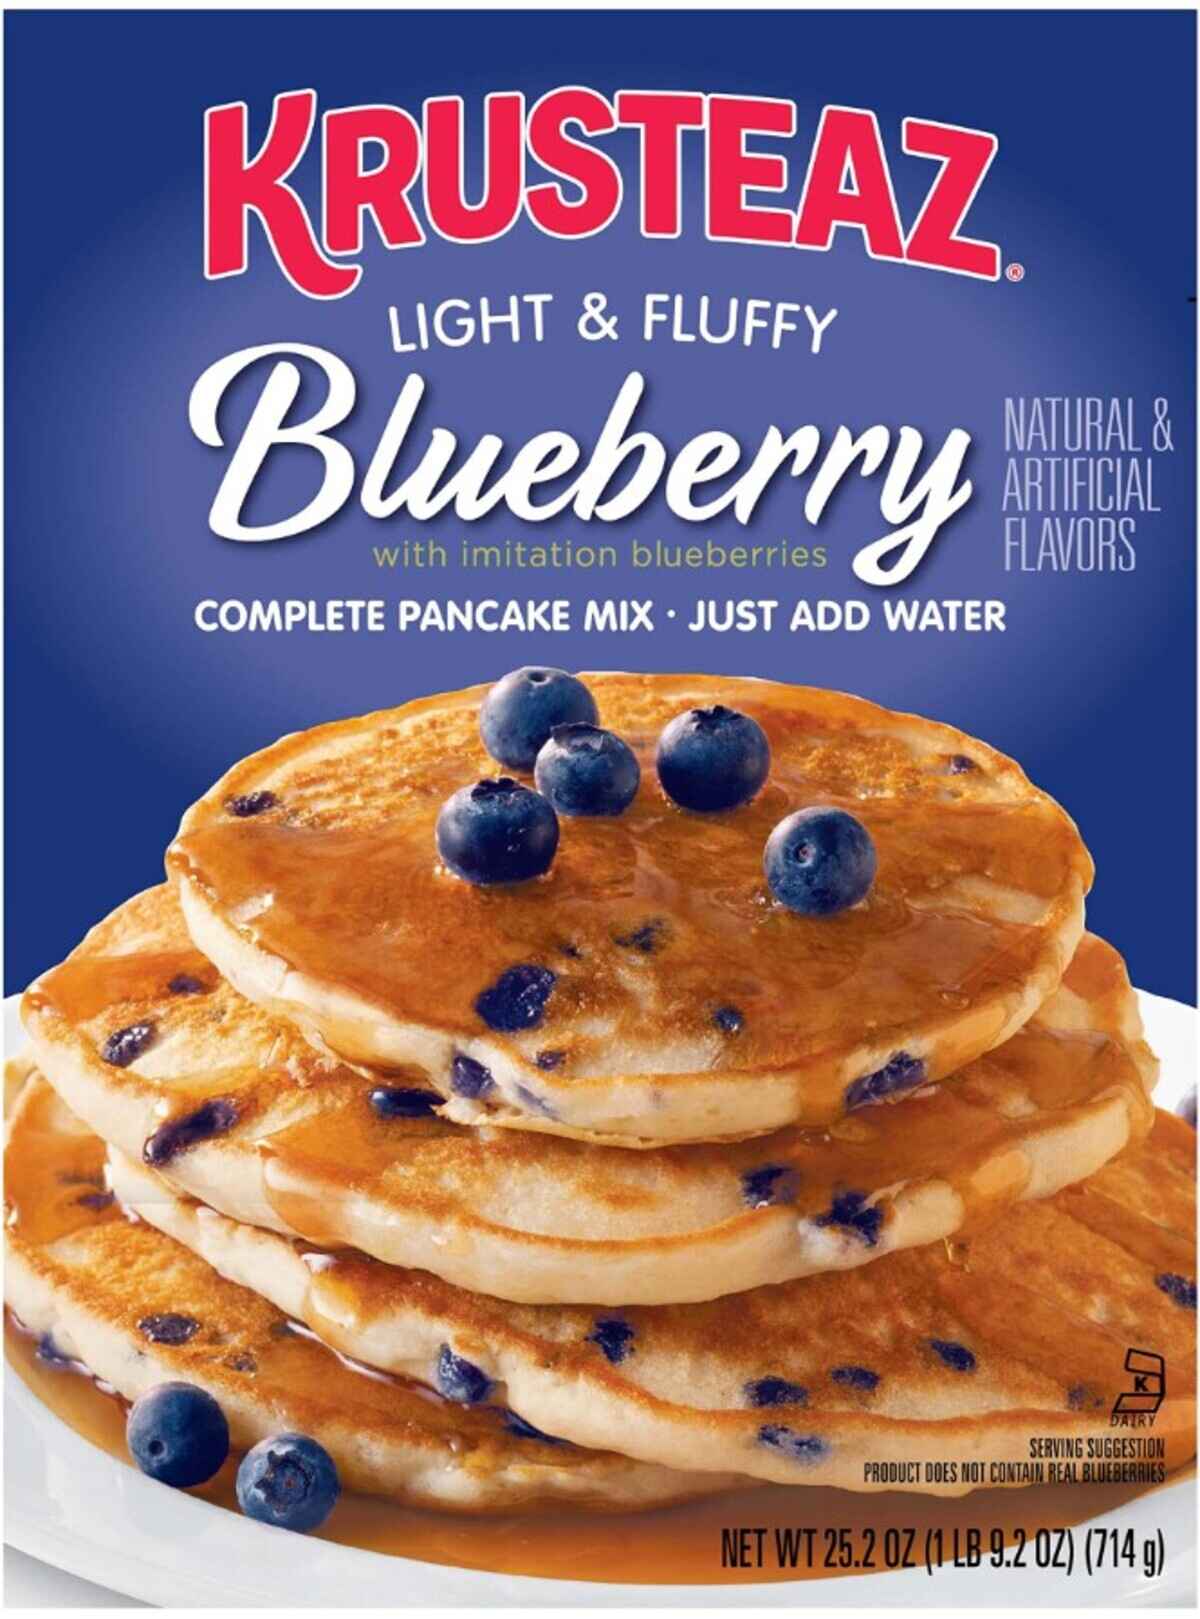 KRUSTEAZ®
LIGHT & FLUFFY
Blueberry
NATURAL &
ARTIFICIAL
FLAVORS
with imitation blueberries
COMPLETE PANCAKE MIX • JUST ADD WATER
K
DAIRY
SERVING SUGGESTION
PRODUCT DOES NOT CONTAIN REAL BLUEBERRIES
NET WT 25.2 OZ (1 LB 9.2 OZ) (714 g)